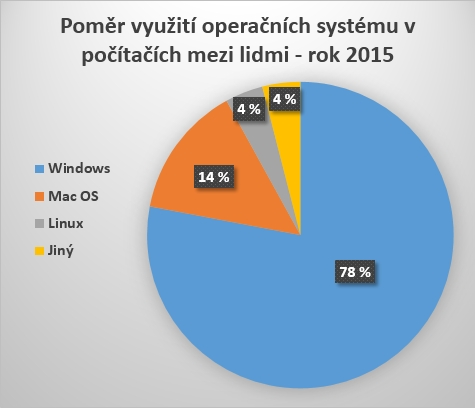 Poměr využití operačních systému v
počítačích mezi lidmi - rok 2015
4 %
4 %
14 %
78 %
Windows
Mac OS
Linux
Jiný